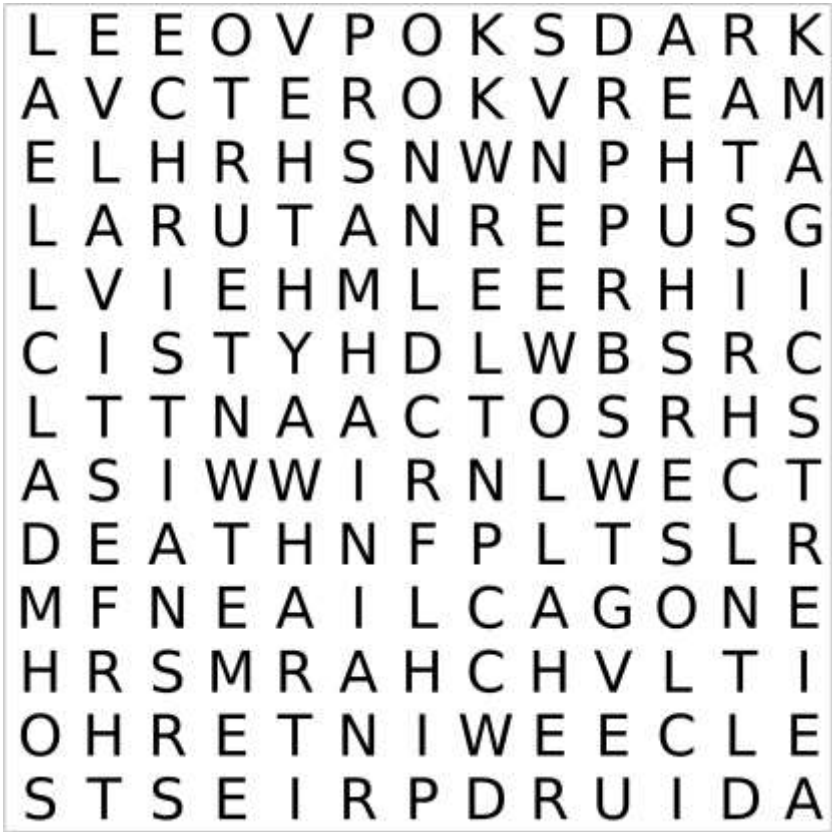 L E E O V P O K S D A R K
A V C T E R O K V R E A M
E L H R H S N W N P H T A
L A R U T A N R E P U S G
L V I E H M L E E R H I I
C I S T Y H D L W B S R C
L T T N A A C T O S R H S
A S I W W I R N L W E C T
D E A T H N F P L T S L R
M F N E A I L C A G O N E
H R S M R A H C H V L T I
O H R E T N I W E E C L E
S T S E I R P D R U I D A